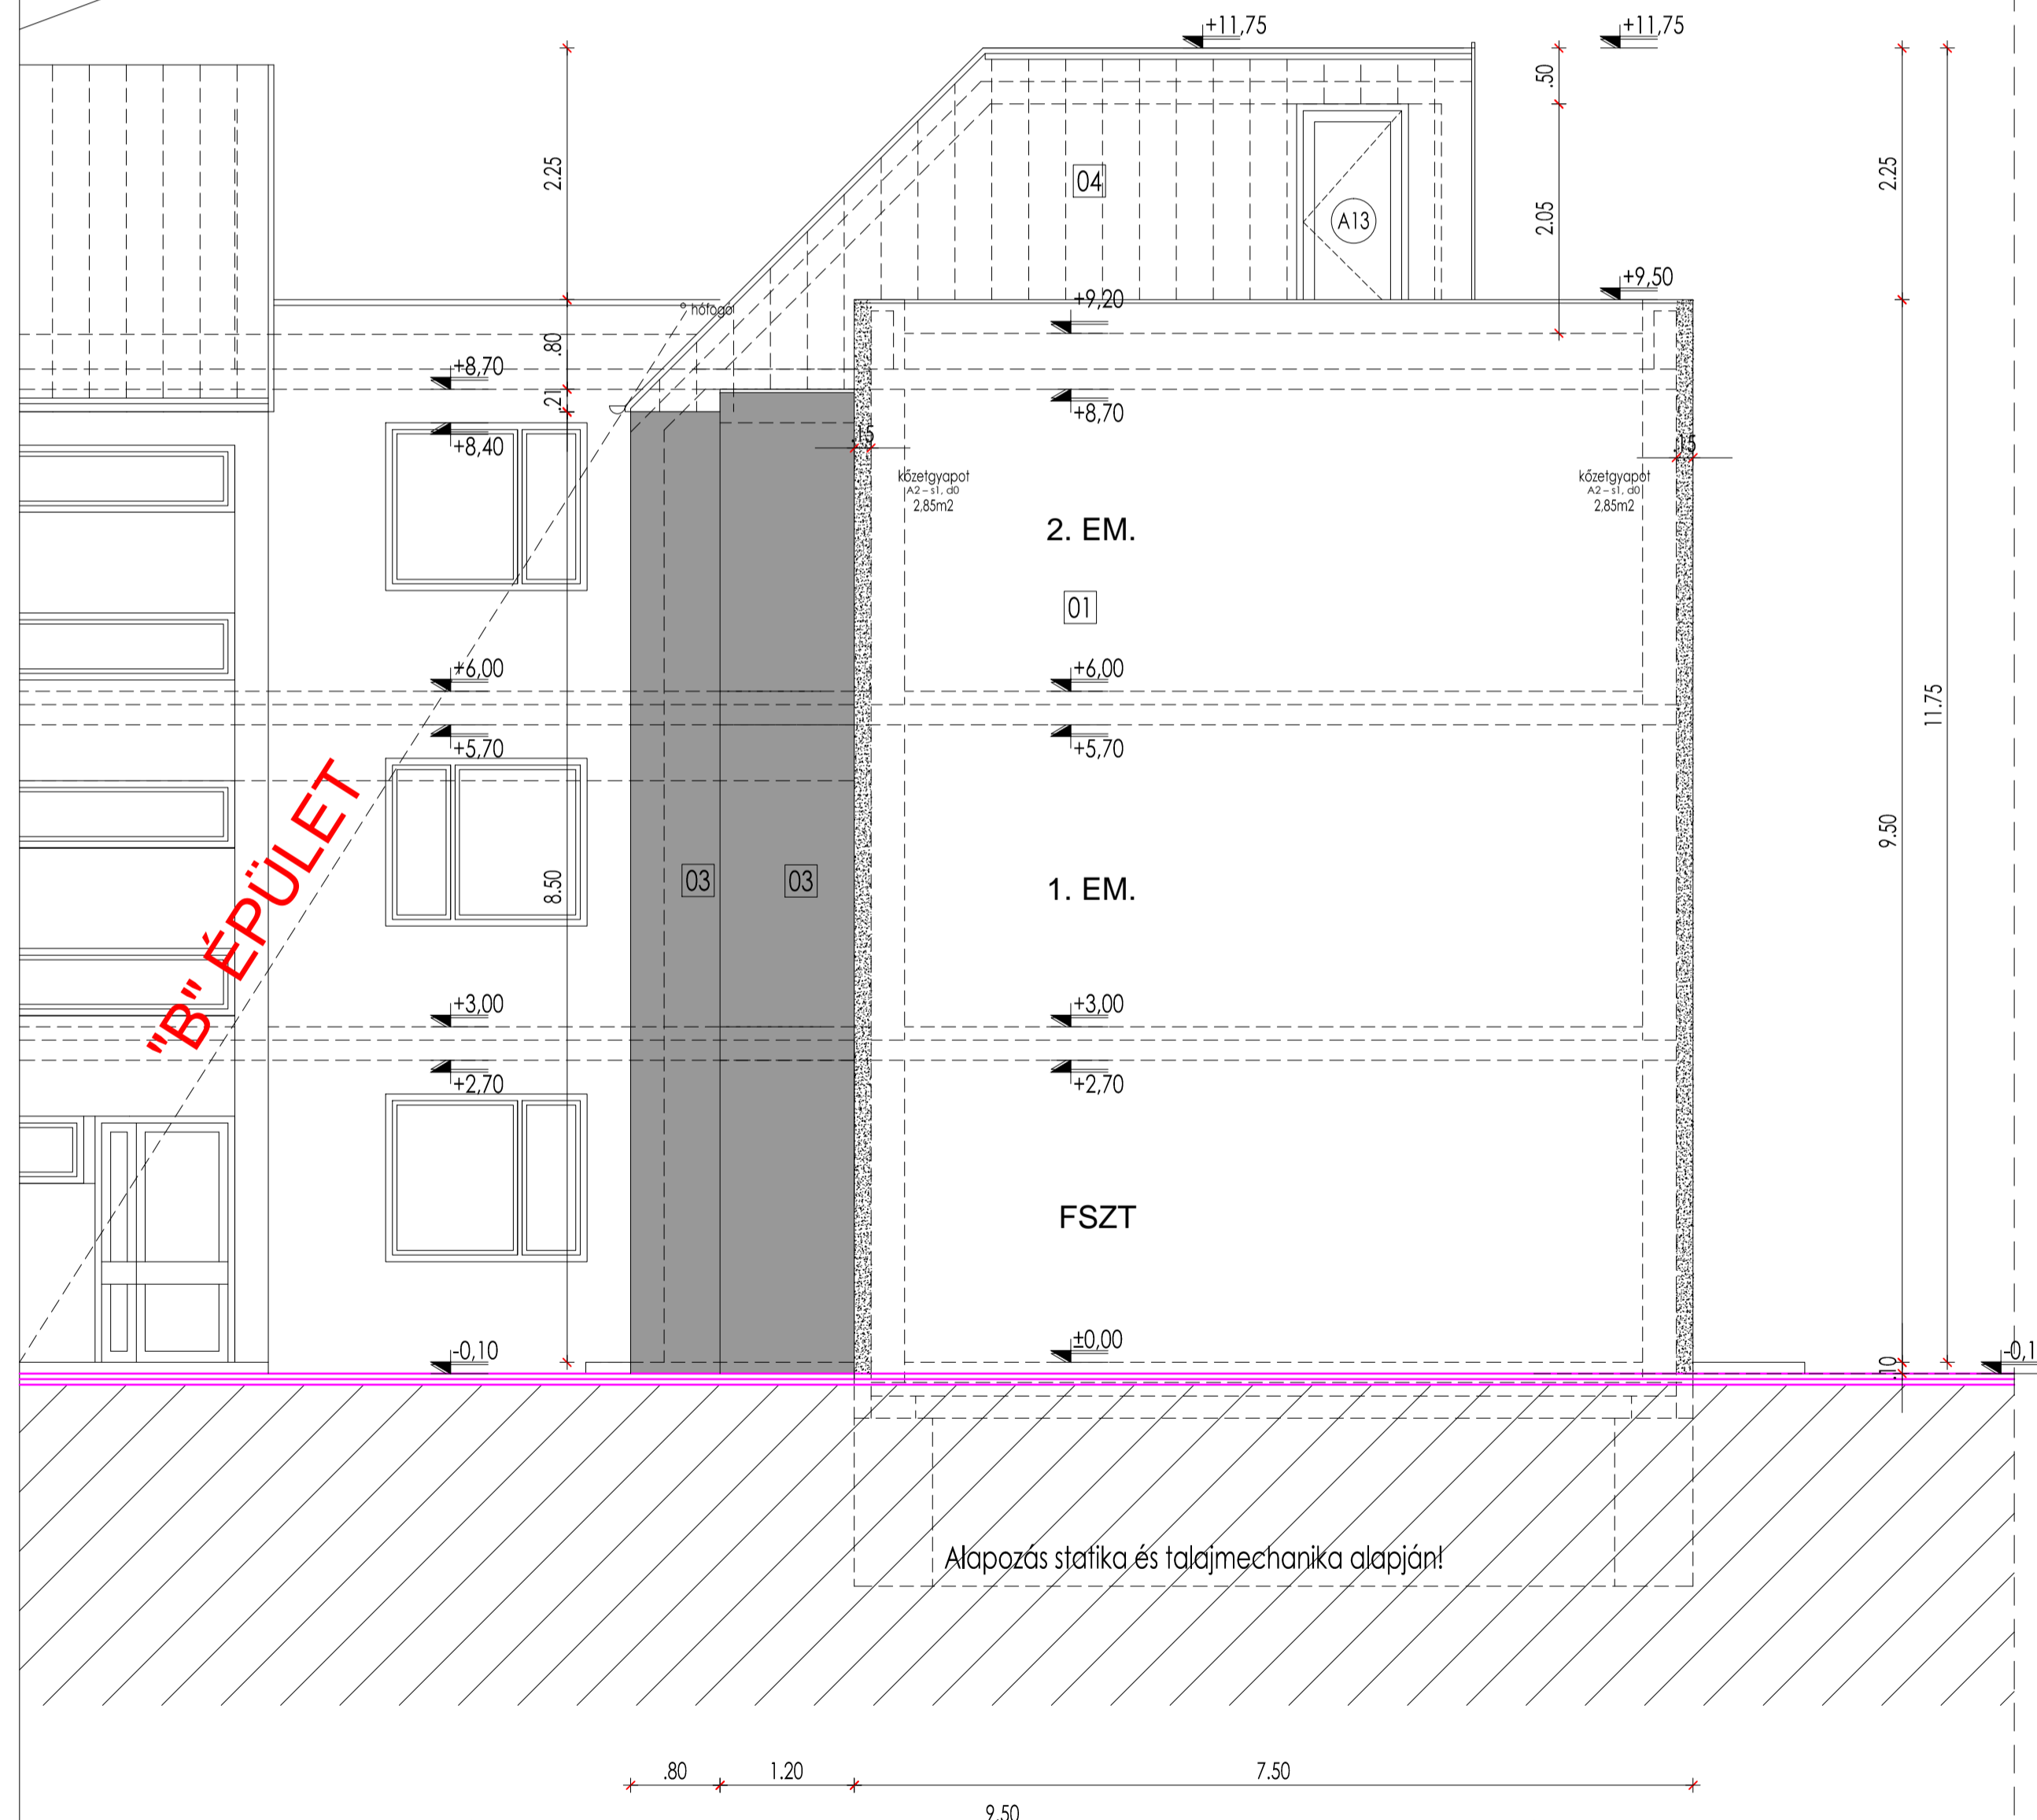 +11,75
+11,75
.50
2.25
2.25
04
2.05
A13
+9,50
+9,20
hófogó
.80
+8,70
.21
+8,70
+8,40
.15
.15
kőzetgyapot
A2 – s1, d0
2,85m2
kőzetgyapot
A2 – s1, d0
2,85m2
2. EM.
01
+6,00
+6,00
11.75
+5,70
+5,70
9.50
"B" ÉPÜLET
8.50
03
03
1. EM.
+3,00
+3,00
+2,70
+2,70
FSZT
-0,10
±0,00
.10
-0,1
Alapozás statika és talajmechanika alapján!
.80
1.20
7.50
9.50